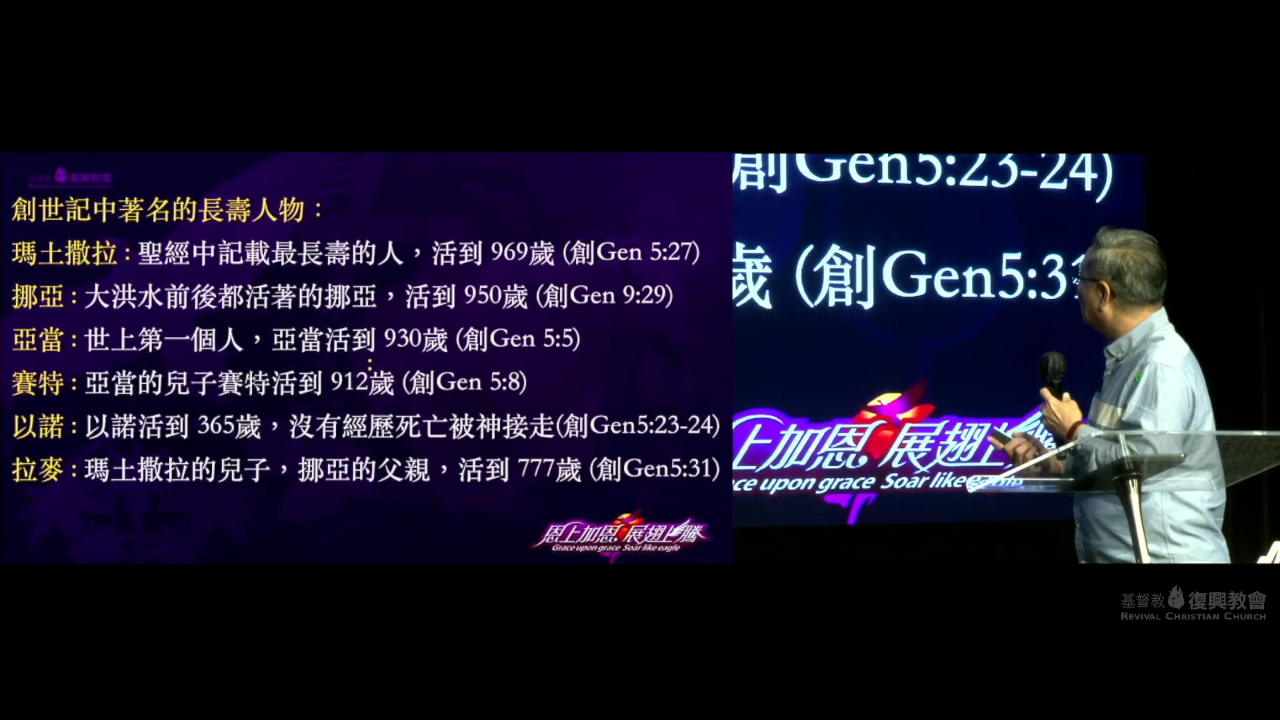 復興教會
創世記中著名的長壽人物：
瑪土撒拉：聖經中記載最長壽的人，活到 969歲 (創Gen 5:27)
挪亞：大洪水前後都活著的挪亞，活到 950歲 (創Gen 9:29)
亞當：世上第一個人，亞當活到 930歲 (創Gen 5:5)
賽特：亞當的兒子賽特活到 912歲 (創Gen 5:8)
以諾：以諾活到 365歲，沒有經歷死亡被神接走(創Gen5:23-24)
拉麥：瑪土撒拉的兒子，挪亞的父親，活到 777歲 (創Gen5:31)
恩上加恩 展翅上騰
Grace upon grace Soar like eagle
創Gen5:23-24)
歲 (創Gen5:31
上加恩 展翅上
ce upon grace Soar like
基督教 復興教會
REVIVAL CHRISTIAN CHURCH